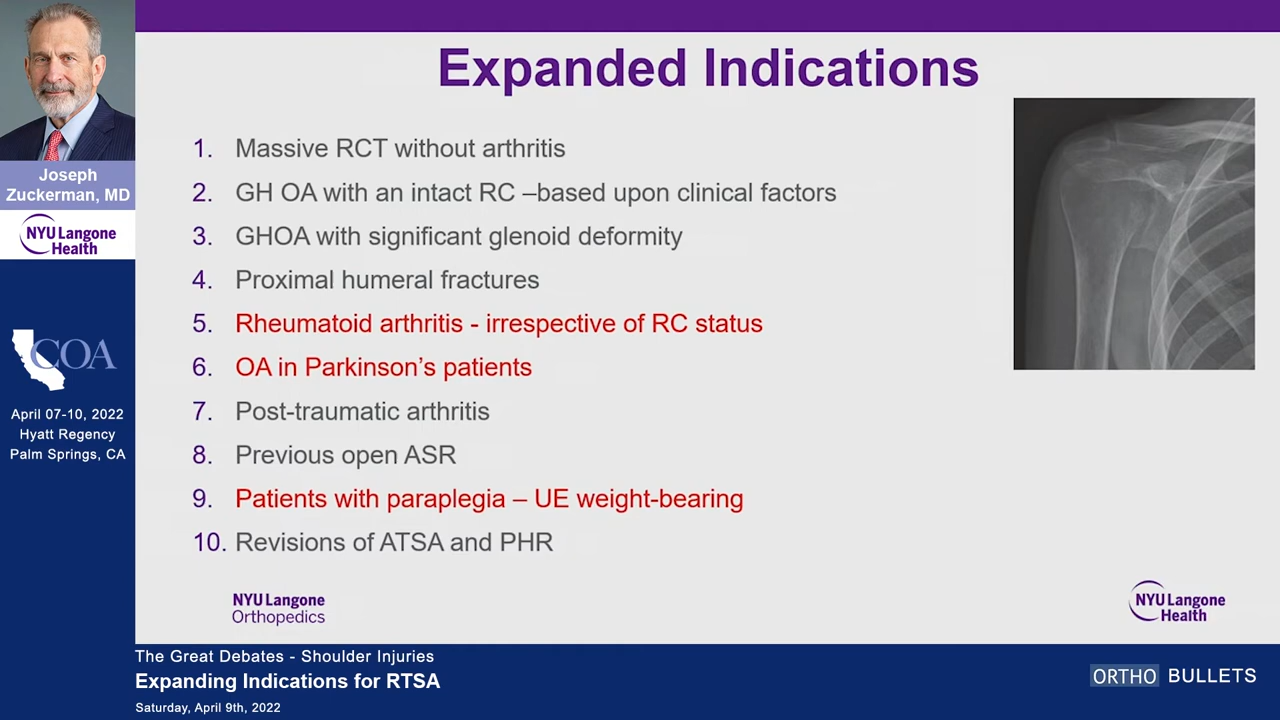 Expanded Indications
1. Massive RCT without arthritis
2. GH OA with an intact RC –based upon clinical factors
3. GHOA with significant glenoid deformity
4. Proximal humeral fractures
5. Rheumatoid arthritis - irrespective of RC status
6. OA in Parkinson’s patients
7. Post-traumatic arthritis
8. Previous open ASR
9. Patients with paraplegia – UE weight-bearing
10. Revisions of ATSA and PHR
NYU Langone
Orthopedics
NYU Langone
Health
Joseph
Zuckerman, MD
NYU Langone
Health
COA
April 07-10, 2022
Hyatt Regency
Palm Springs, CA
The Great Debates - Shoulder Injuries
Expanding Indications for RTSA
Saturday, April 9th, 2022
ORTHO BULLETS